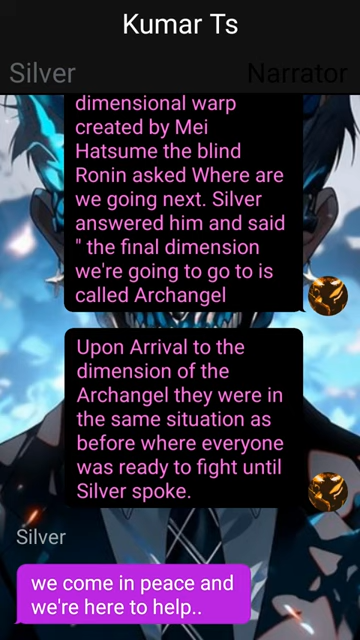 Kumar Ts
Silver
Narrator
dimensional warp
created by Mei
Hatsume the blind
Ronin asked Where are
we going next. Silver
answered him and said
" the final dimension
we're going to go to is
called Archangel
Upon Arrival to the
dimension of the
Archangel they were in
the same situation as
before where everyone
was ready to fight until
Silver spoke.
Silver
we come in peace and
we're here to help..